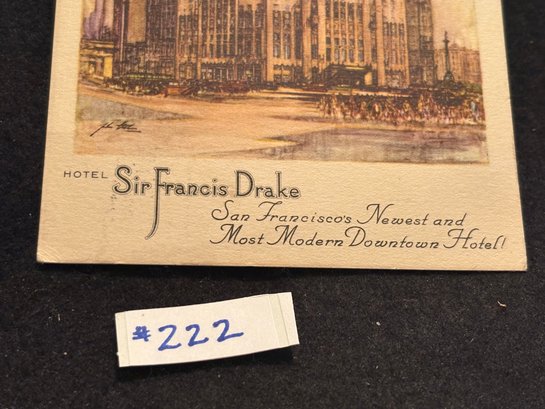 HOTEL Sir Francis Drake
San Francisco's Newest and
Most Modern Downtown Hotel!
#222